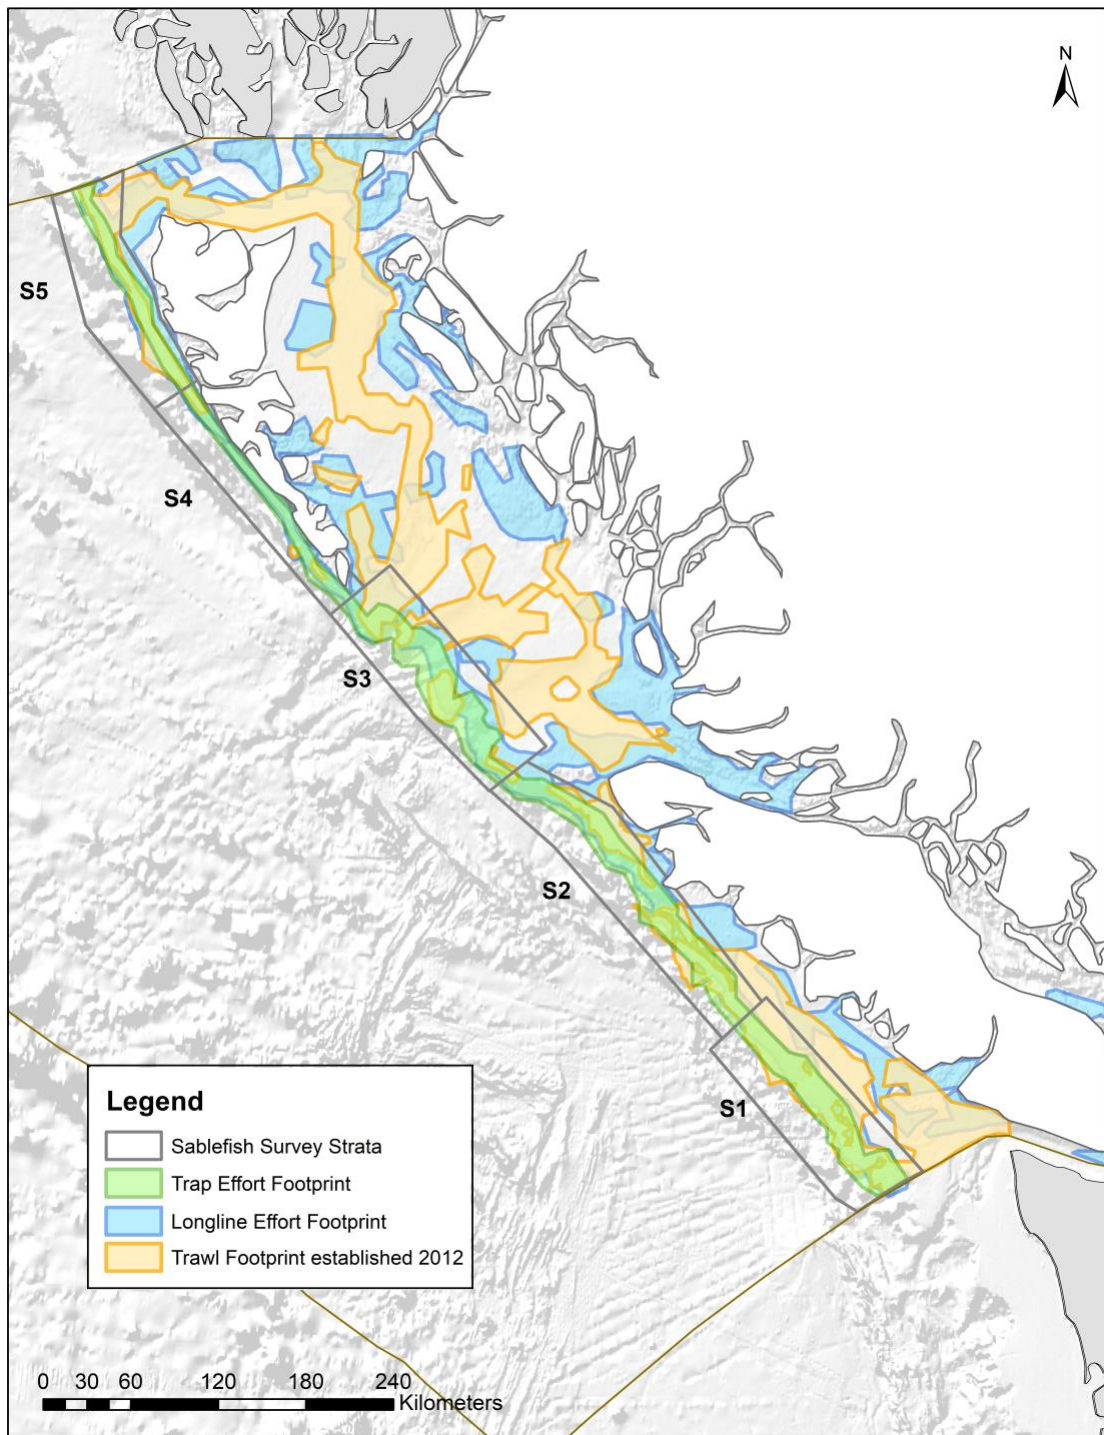 N
S5
S4
S3
S2
S1
Legend
Sablefish Survey Strata
Trap Effort Footprint
Longline Effort Footprint
Trawl Footprint established 2012
0 30 60 120 180 240
Kilometers